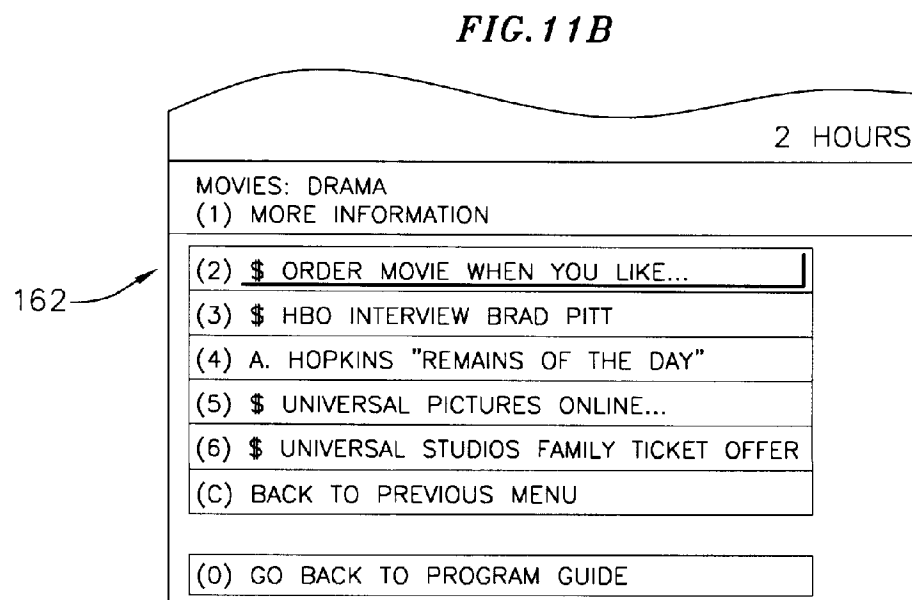 FIG.11B
2 HOURS
MOVIES: DRAMA
(1) MORE INFORMATION
(2) $ ORDER MOVIE WHEN YOU LIKE...
162
(3) $ HBO INTERVIEW BRAD PITT
(4) A. HOPKINS "REMAINS OF THE DAY"
(5) $ UNIVERSAL PICTURES ONLINE...
(6) $ UNIVERSAL STUDIOS FAMILY TICKET OFFER
(C) BACK TO PREVIOUS MENU
(0) GO BACK TO PROGRAM GUIDE